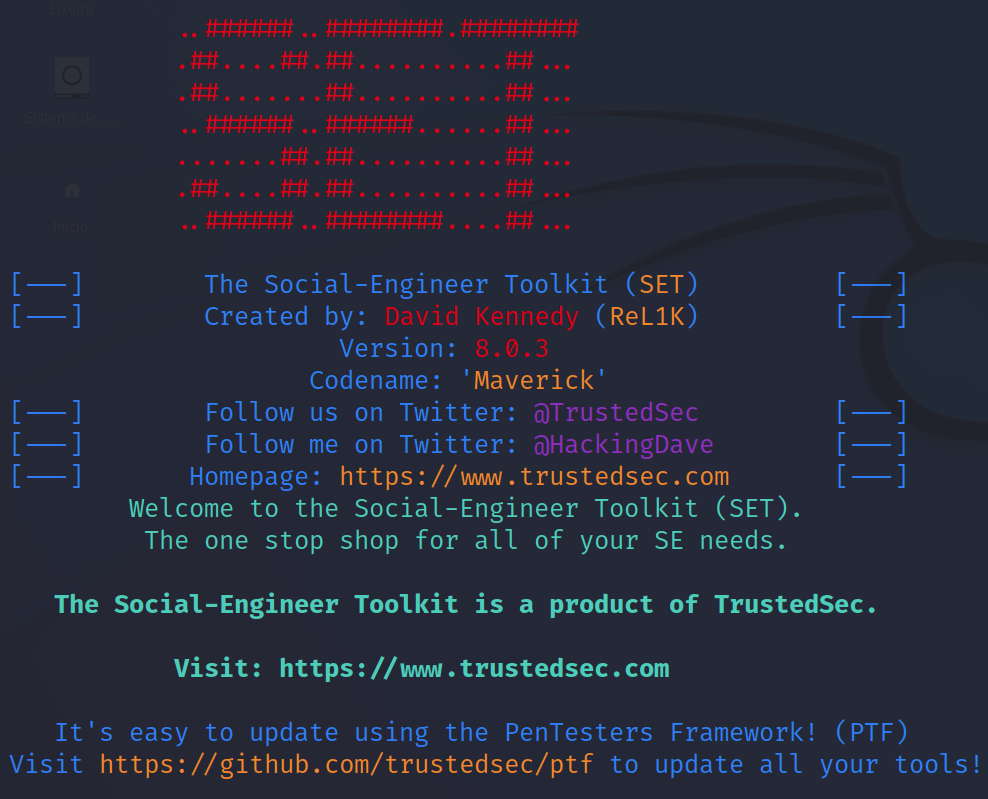 Lixeira
..######..########.########
.##....##.##..........##...
.##.......##..........##...
..######..######......##...
.......##.##..........##...
.##....##.##..........##...
..######..########....##...
Sistema de
Início
[---] The Social-Engineer Toolkit (SET) [---]
[---] Created by: David Kennedy (ReL1K) [---]
Version: 8.0.3
Codename: 'Maverick'
[---] Follow us on Twitter: @TrustedSec [---]
[---] Follow me on Twitter: @HackingDave [---]
[---] Homepage: https://www.trustedsec.com [---]
Welcome to the Social-Engineer Toolkit (SET).
The one stop shop for all of your SE needs.
The Social-Engineer Toolkit is a product of TrustedSec.
Visit: https://www.trustedsec.com
It's easy to update using the PenTesters Framework! (PTF)
Visit https://github.com/trustedsec/ptf to update all your tools!